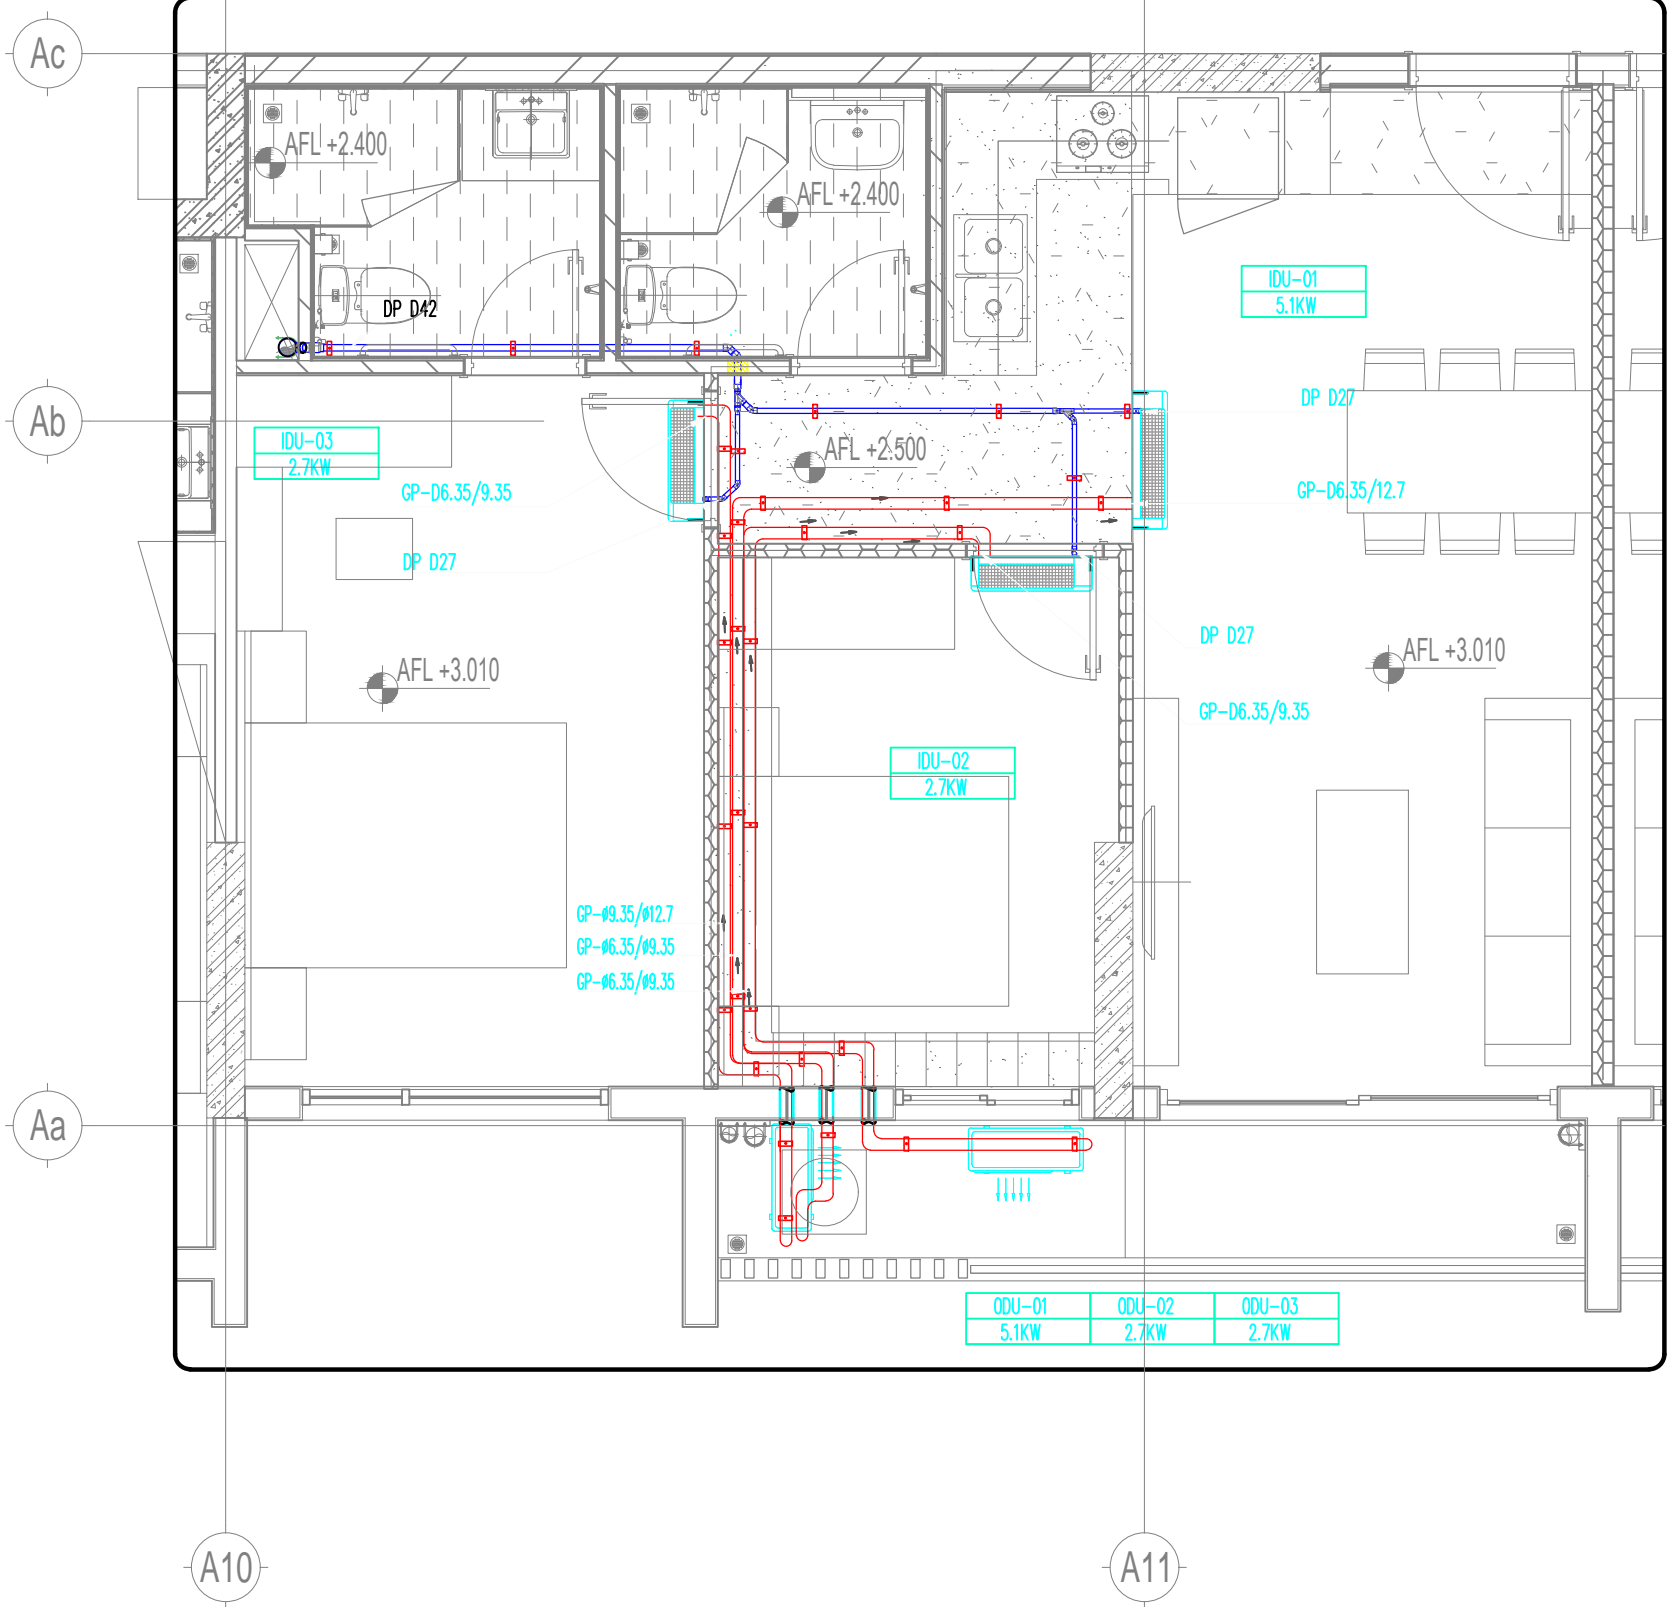 Ac
AFL +2.400
AFL +2.400
IDU-01
5.1KW
DP D42
DP D27
Ab
IDU-03
2.7KW
AFL +2.500
GP-D6.35/9.35
GP-D6.35/12.7
DP D27
DP D27
AFL +3.010
AFL +3.010
GP-D6.35/9.35
IDU-02
2.7KW
GP-ø9.35/ø12.7
GP-ø6.35/ø9.35
GP-ø6.35/ø9.35
Aa
ODU-01 ODU-02 ODU-03
5.1KW 2.7KW 2.7KW
A10 A11